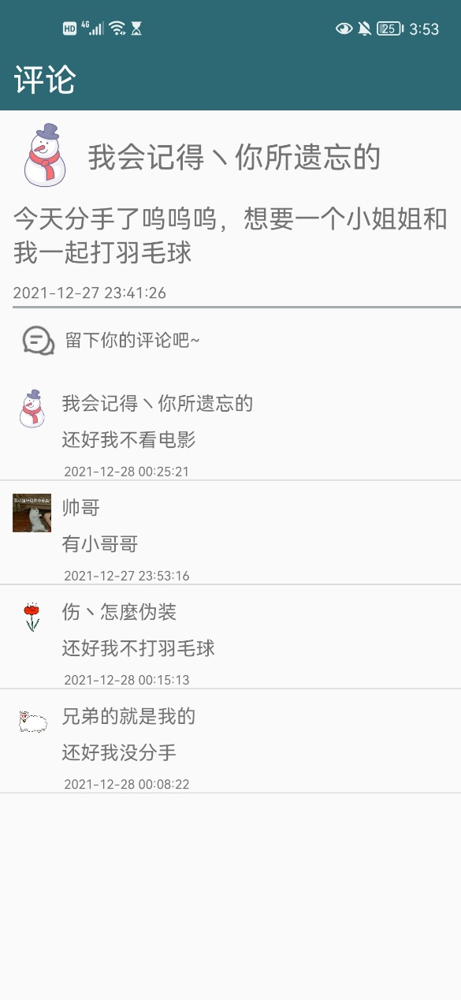 HD 4G 25 3:53
评论
我会记得丶你所遗忘的
今天分手了呜呜呜，想要一个小姐姐和
我一起打羽毛球
2021-12-27 23:41:26
留下你的评论吧~
我会记得丶你所遗忘的
还好我不看电影
2021-12-28 00:25:21
帅哥
有小哥哥
2021-12-27 23:53:16
伤丶怎麼伪装
还好我不打羽毛球
2021-12-28 00:15:13
兄弟的就是我的
还好我没分手
2021-12-28 00:08:22